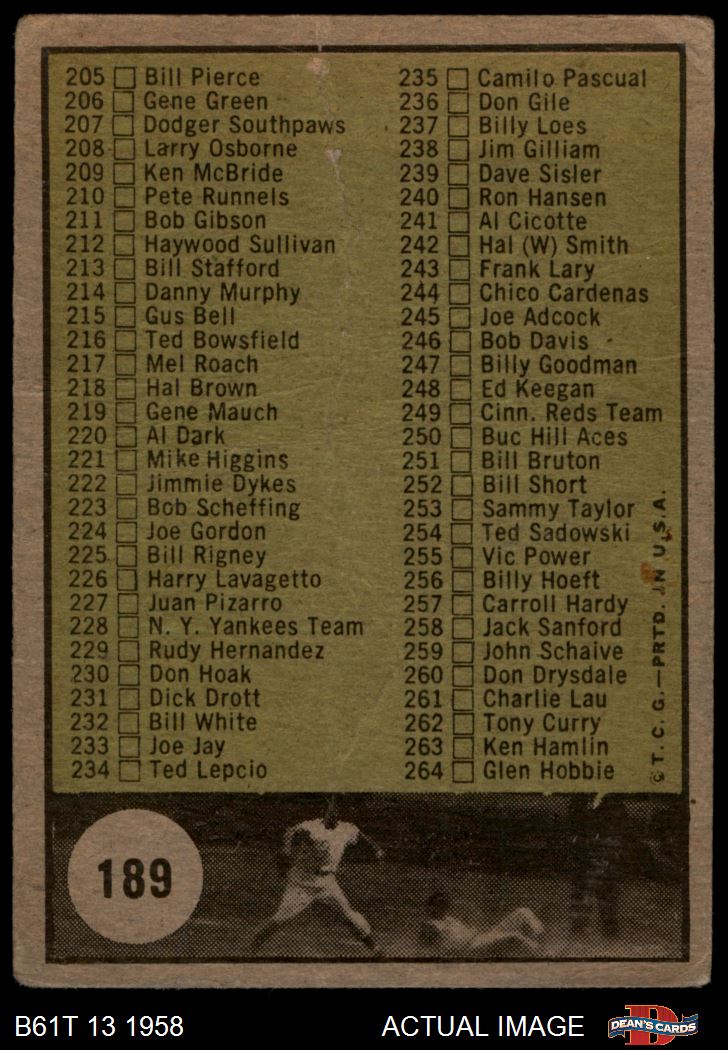 205 Bill Pierce
206 Gene Green
207 Dodger Southpaws
208 Larry Osborne
209 Ken McBride
210 Pete Runnels
211 Bob Gibson
212 Haywood Sullivan
213 Bill Stafford
214 Danny Murphy
215 Gus Bell
216 Ted Bowsfield
217 Mel Roach
218 Hal Brown
219 Gene Mauch
220 Al Dark
221 Mike Higgins
222 Jimmie Dykes
223 Bob Scheffing
224 Joe Gordon
225 Bill Rigney
226 Harry Lavagetto
227 Juan Pizarro
228 N. Y. Yankees Team
229 Rudy Hernandez
230 Don Hoak
231 Dick Drott
232 Bill White
233 Joe Jay
234 Ted Lepcio
235 Camilo Pascual
236 Don Gile
237 Billy Loes
238 Jim Gilliam
239 Dave Sisler
240 Ron Hansen
241 Al Cicotte
242 Hal (W) Smith
243 Frank Lary
244 Chico Cardenas
245 Joe Adcock
246 Bob Davis
247 Billy Goodman
248 Ed Keegan
249 Cinn. Reds Team
250 Buc Hill Aces
251 Bill Bruton
252 Bill Short
253 Sammy Taylor
254 Ted Sadowski
255 Vic Power
256 Billy Hoeft
257 Carroll Hardy
258 Jack Sanford
259 John Schaive
260 Don Drysdale
261 Charlie Lau
262 Tony Curry
263 Ken Hamlin
264 Glen Hobbie
© T. C. G.—PRTD. IN U.S.A.
189
B61T 13 1958
ACTUAL IMAGE
D
DEAN'S CARDS